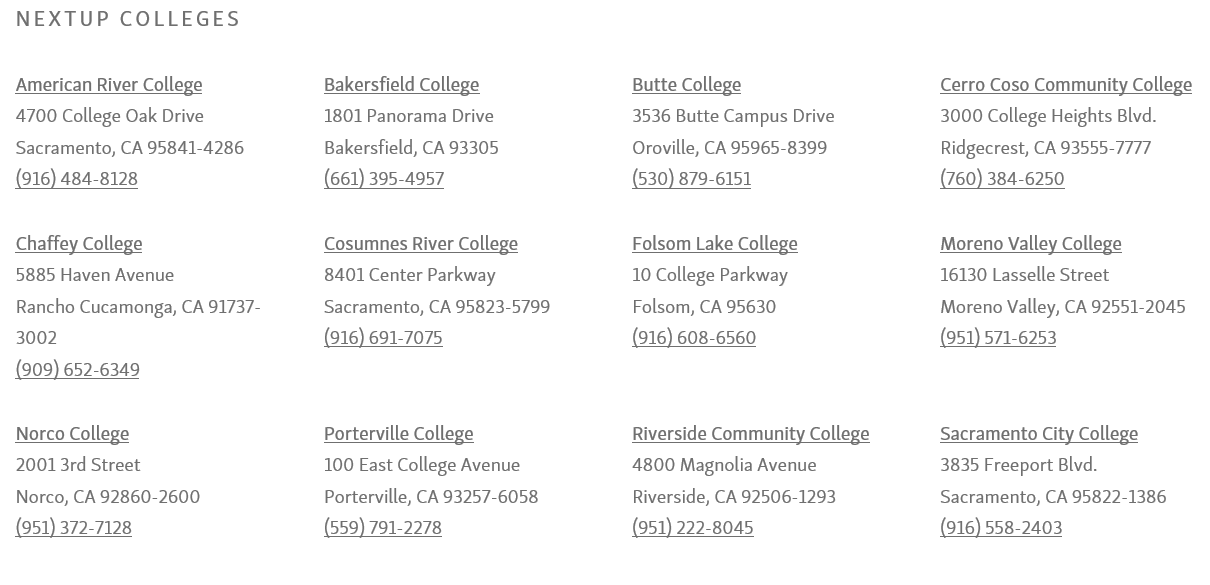 NEXTUP COLLEGES
American River College
4700 College Oak Drive
Sacramento, CA 95841-4286
(916) 484-8128
Bakersfield College
1801 Panorama Drive
Bakersfield, CA 93305
(661) 395-4957
Butte College
3536 Butte Campus Drive
Oroville, CA 95965-8399
(530) 879-6151
Cerro Coso Community College
3000 College Heights Blvd.
Ridgecrest, CA 93555-7777
(760) 384-6250
Chaffey College
5885 Haven Avenue
Rancho Cucamonga, CA 91737-
3002
(909) 652-6349
Cosumnes River College
8401 Center Parkway
Sacramento, CA 95823-5799
(916) 691-7075
Folsom Lake College
10 College Parkway
Folsom, CA 95630
(916) 608-6560
Moreno Valley College
16130 Lasselle Street
Moreno Valley, CA 92551-2045
(951) 571-6253
Norco College
2001 3rd Street
Norco, CA 92860-2600
(951) 372-7128
Porterville College
100 East College Avenue
Porterville, CA 93257-6058
(559) 791-2278
Riverside Community College
4800 Magnolia Avenue
Riverside, CA 92506-1293
(951) 222-8045
Sacramento City College
3835 Freeport Blvd.
Sacramento, CA 95822-1386
(916) 558-2403